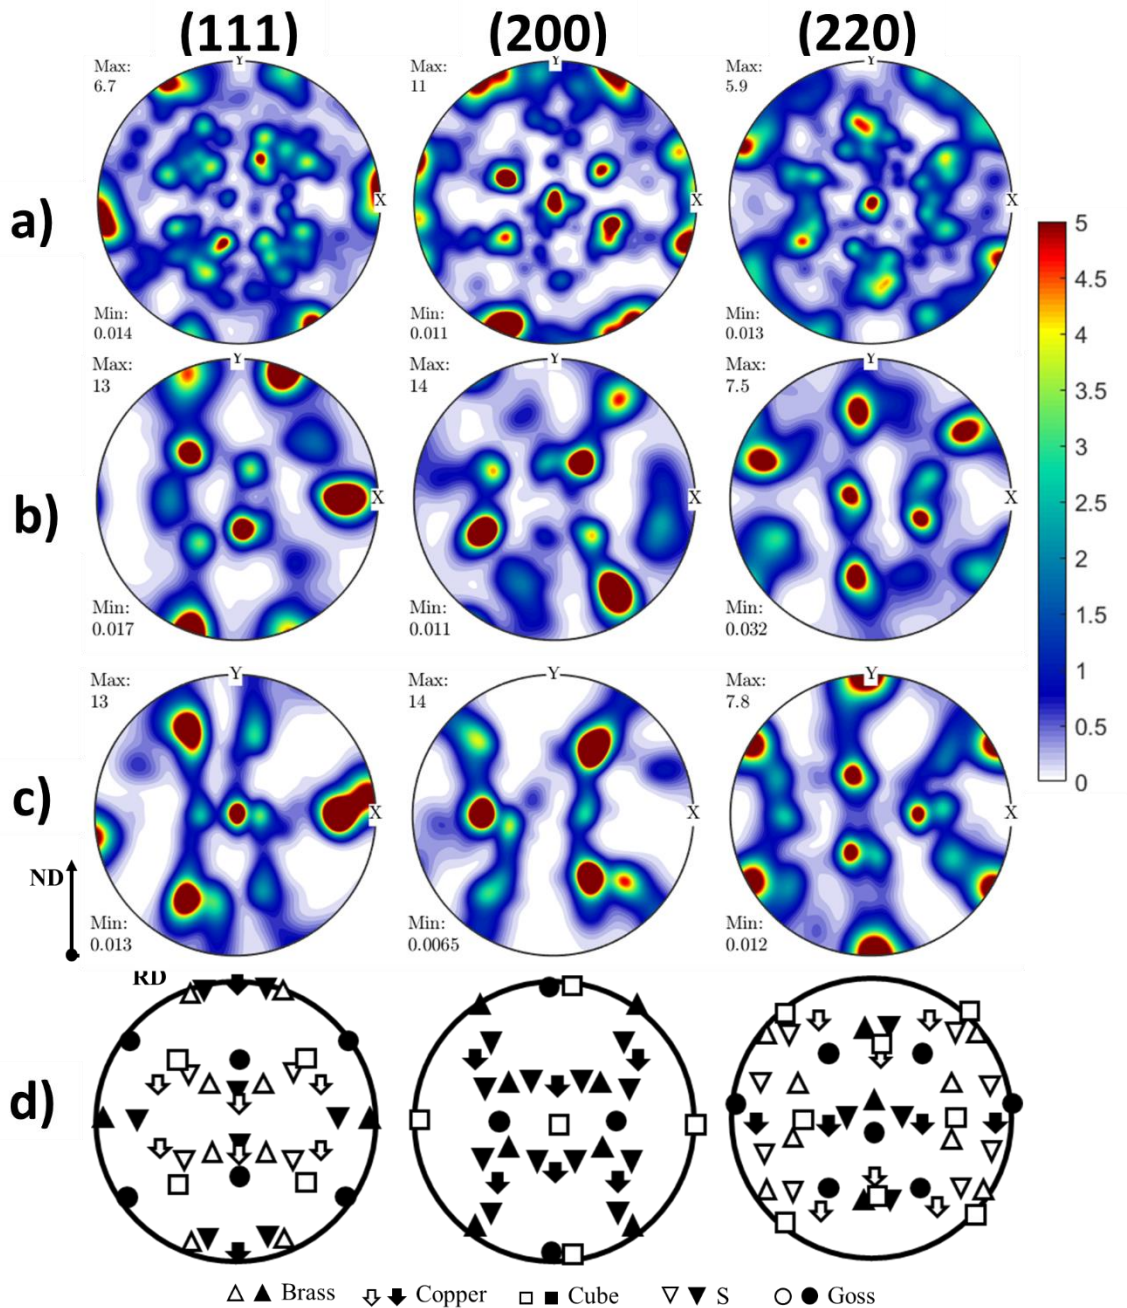 (111) (200) (220)
a)
Max:
6.7
Y
X
Min:
0.014
Max:
11
Y
X
Min:
0.011
Max:
5.9
Y
X
Min:
0.013
b)
Max:
13
Y
X
Min:
0.017
Max:
14
Y
X
Min:
0.011
Max:
7.5
Y
X
Min:
0.032
c)
Max:
13
Y
X
Min:
0.013
Max:
14
Y
X
Min:
0.0065
Max:
7.8
Y
X
Min:
0.012
5
4.5
4
3.5
3
2.5
2
1.5
1
0.5
0
ND
RD
d)
Brass Copper Cube S Goss